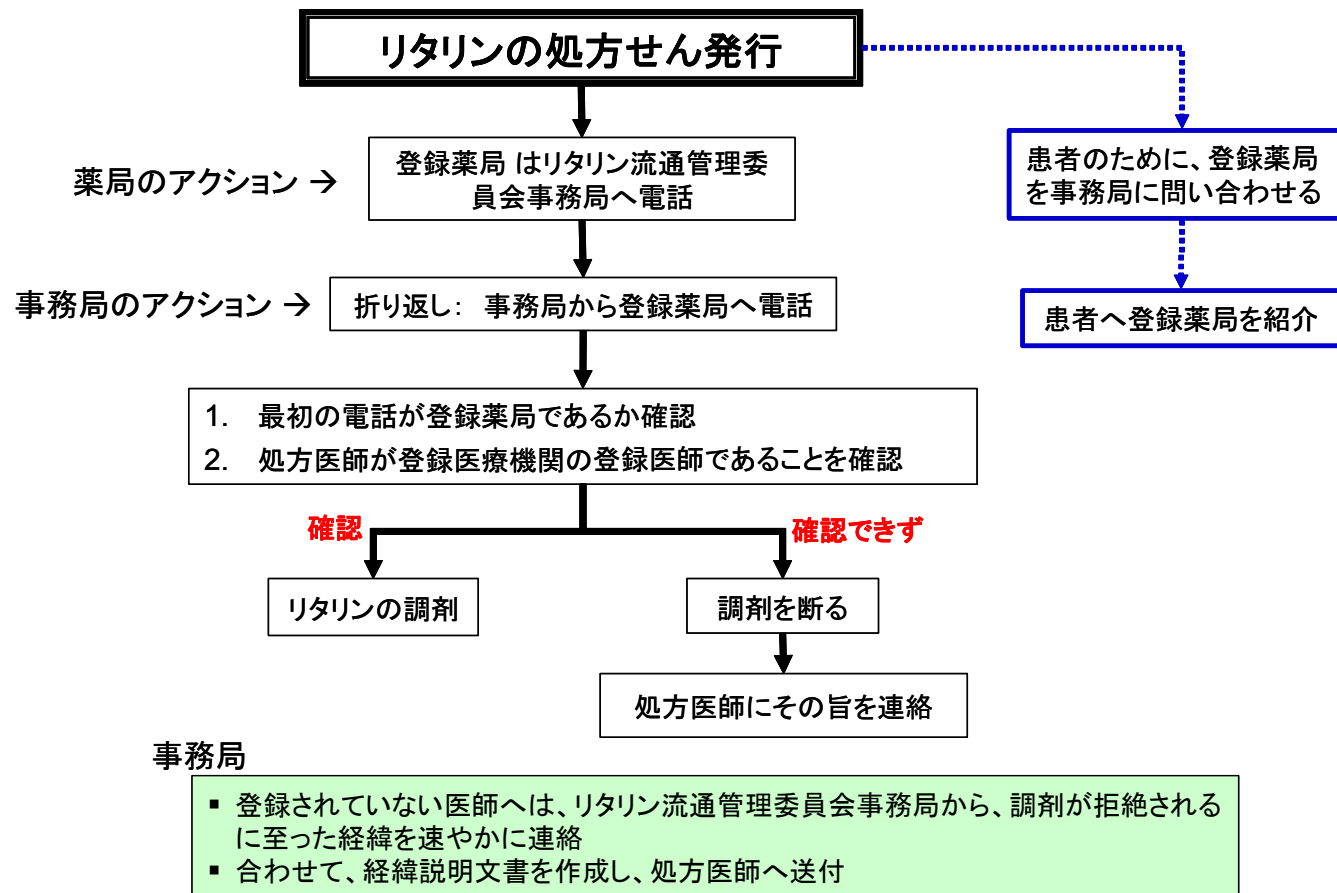 リタリンの処方せん発行
薬局のアクション →
登録薬局 はリタリン流通管理委
員会事務局へ電話
患者のために、登録薬局
を事務局に問い合わせる
事務局のアクション →
折り返し： 事務局から登録薬局へ電話
患者へ登録薬局を紹介
1. 最初の電話が登録薬局であるか確認
2. 処方医師が登録医療機関の登録医師であることを確認
確認
確認できず
リタリンの調剤
調剤を断る
処方医師にその旨を連絡
事務局
▪ 登録されていない医師へは、リタリン流通管理委員会事務局から、調剤が拒絶される
に至った経緯を速やかに連絡
▪ 合わせて、経緯説明文書を作成し、処方医師へ送付